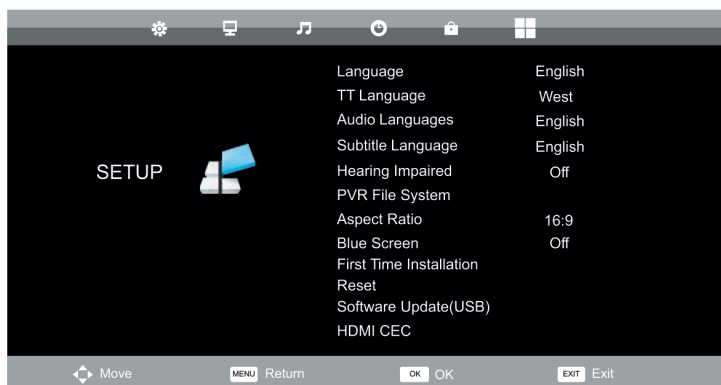 Language English
TT Language West
Audio Languages English
Subtitle Language English
SETUP
Hearing Impaired Off
PVR File System
Aspect Ratio 16:9
Blue Screen Off
First Time Installation
Reset
Software Update(USB)
HDMI CEC
Move MENU Return OK OK EXIT Exit